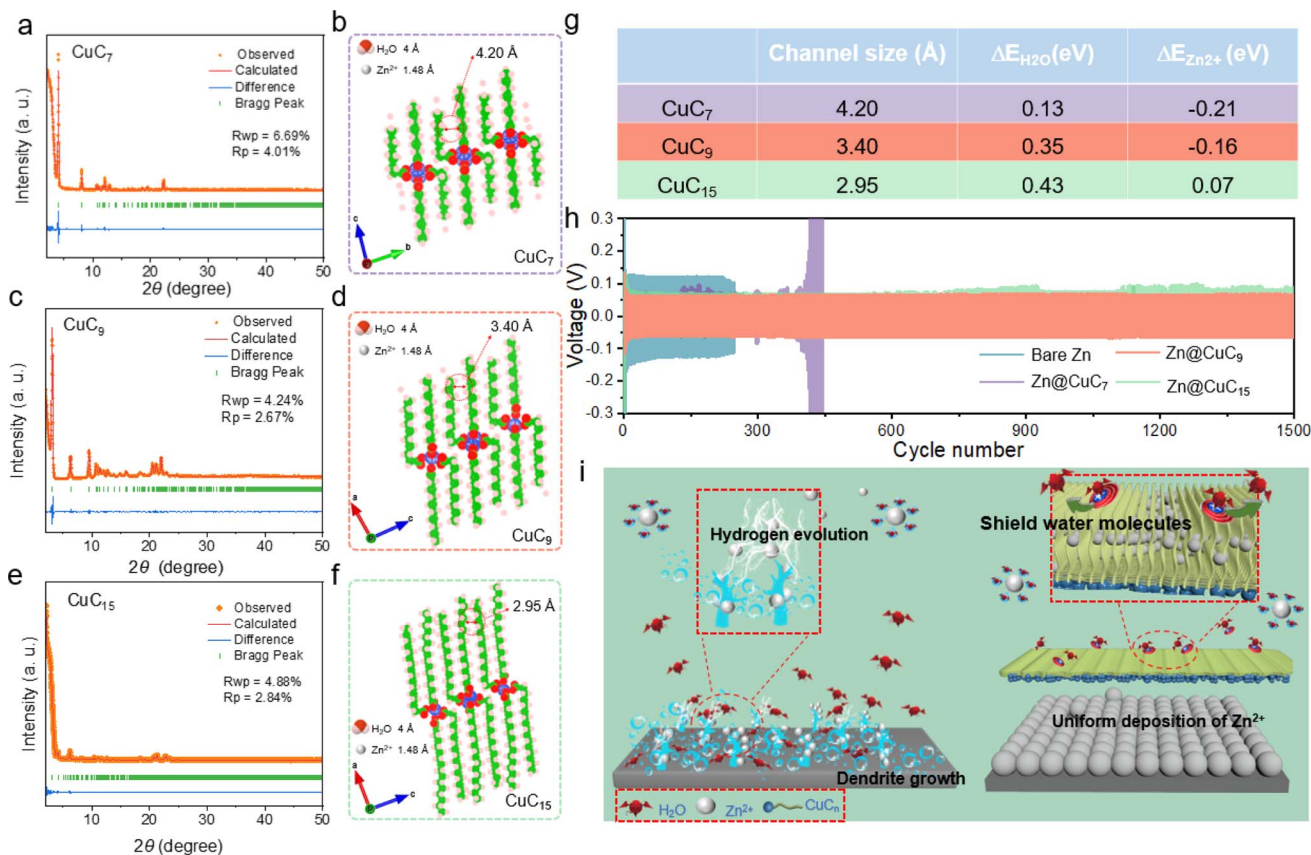 a
CuC₇
Observed
Calculated
Difference
Bragg Peak
Rwp = 6.69%
Rp = 4.01%
Intensity (a. u.)
10 20 30 40 50
2θ (degree)
b
H₂O 4 Å
Zn²⁺ 1.48 Å
4.20 Å
c
b
CuC₇
c
CuC₉
Observed
Calculated
Difference
Bragg Peak
Rwp = 4.24%
Rp = 2.67%
Intensity (a. u.)
10 20 30 40 50
2θ (degree)
d
H₂O 4 Å
Zn²⁺ 1.48 Å
3.40 Å
a
c
CuC₉
e
CuC₁₅
Observed
Calculated
Difference
Bragg Peak
Rwp = 4.88%
Rp = 2.84%
Intensity (a. u.)
10 20 30 40 50
2θ (degree)
f
2.95 Å
H₂O 4 Å
Zn²⁺ 1.48 Å
a
c
CuC₁₅
g
Channel size (Å) ΔE_H2O(eV) ΔE_Zn2+ (eV)
CuC₇ 4.20 0.13 -0.21
CuC₉ 3.40 0.35 -0.16
CuC₁₅ 2.95 0.43 0.07
h
0.3
0.2
0.1
0.0
-0.1
-0.2
-0.3
Voltage (V)
Bare Zn Zn@CuC₉
Zn@CuC₇ Zn@CuC₁₅
0 300 600 900 1200 1500
Cycle number
i
Hydrogen evolution
Shield water molecules
Dendrite growth
Uniform deposition of Zn²⁺
H₂O Zn²⁺ CuCₙ